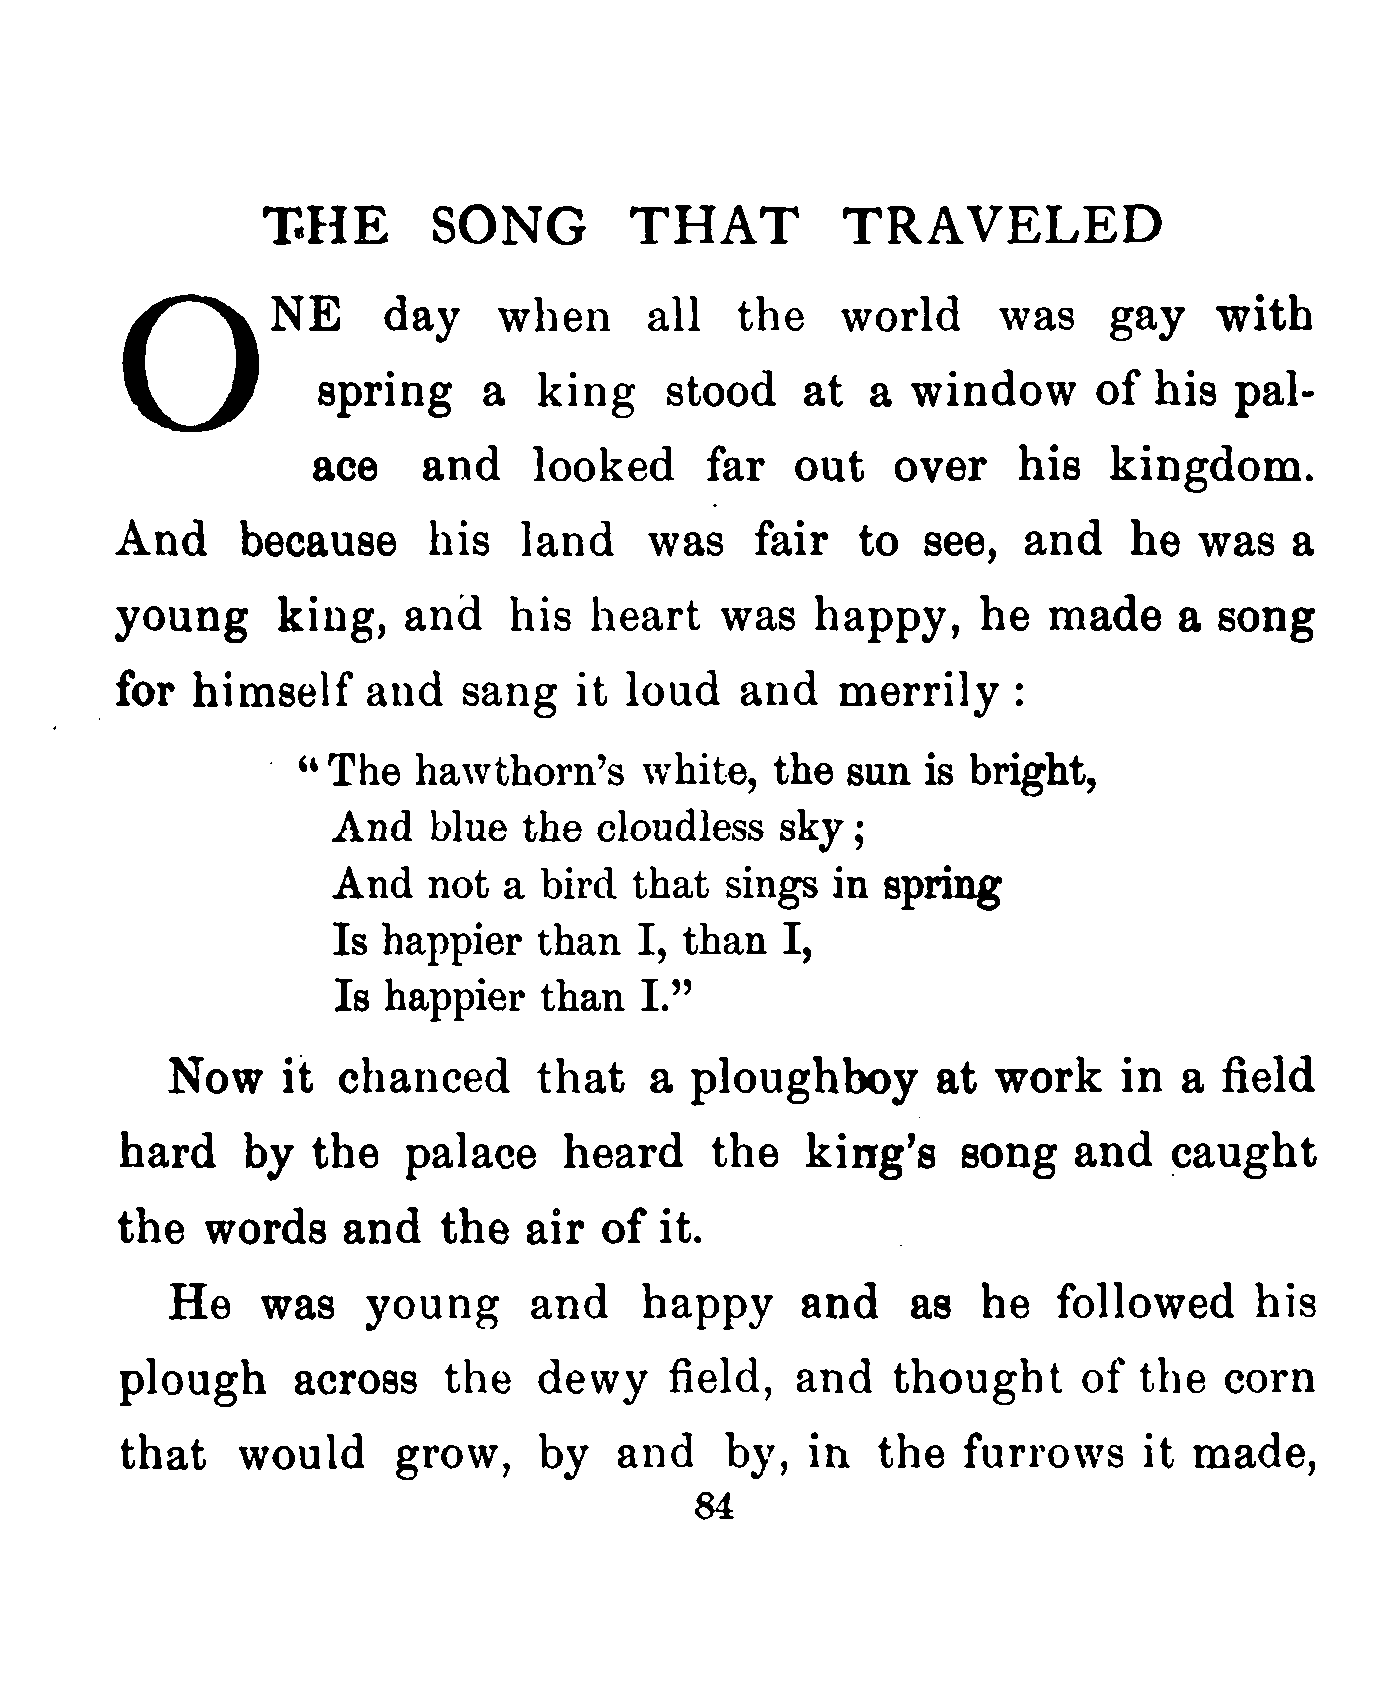 THE SONG THAT TRAVELED
ONE day when all the world was gay with
spring a king stood at a window of his pal-
ace and looked far out over his kingdom.
And because his land was fair to see, and he was a
young king, and his heart was happy, he made a song
for himself and sang it loud and merrily :
“ The hawthorn’s white, the sun is bright,
And blue the cloudless sky ;
And not a bird that sings in spring
Is happier than I, than I,
Is happier than I.”
Now it chanced that a ploughboy at work in a field
hard by the palace heard the king’s song and caught
the words and the air of it.
He was young and happy and as he followed his
plough across the dewy field, and thought of the corn
that would grow, by and by, in the furrows it made,
84